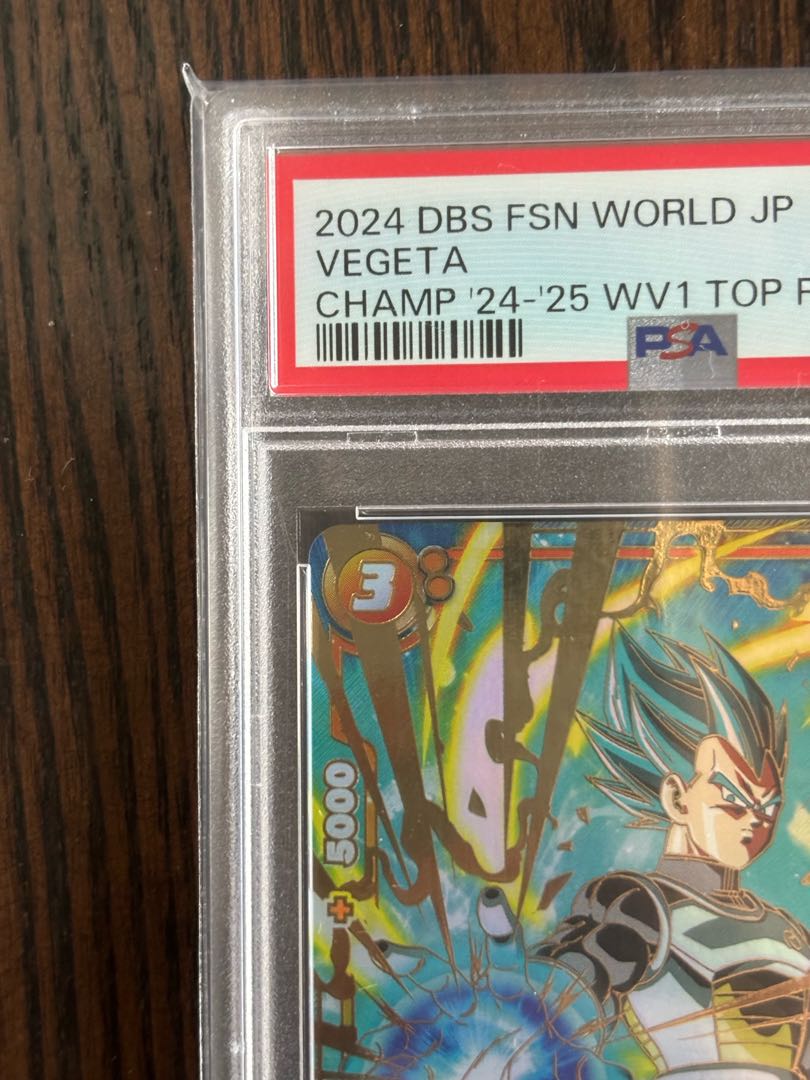 2024 DBS FSN WORLD JP
VEGETA
CHAMP '24-'25 WV1 TOP
PSA
3
+5000